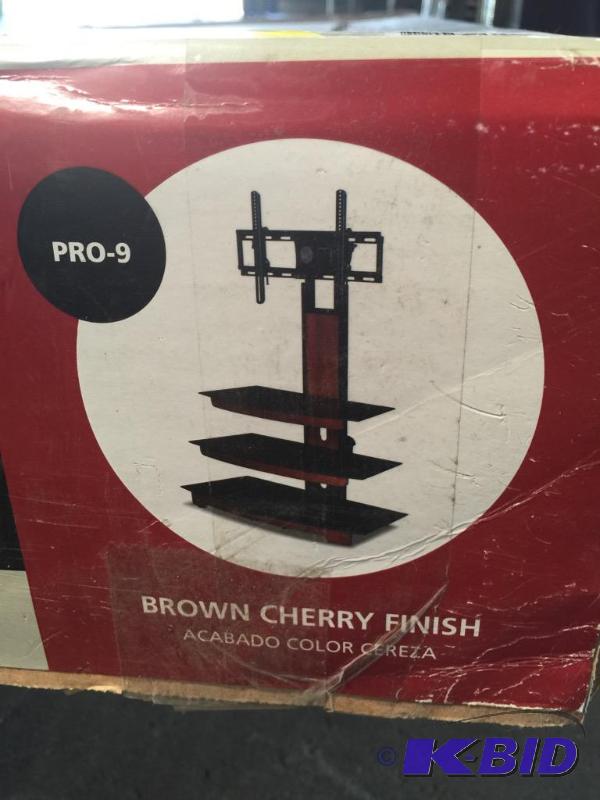 PRO-9
BROWN CHERRY FINISH
ACABADO COLOR CEREZA
© K-BID